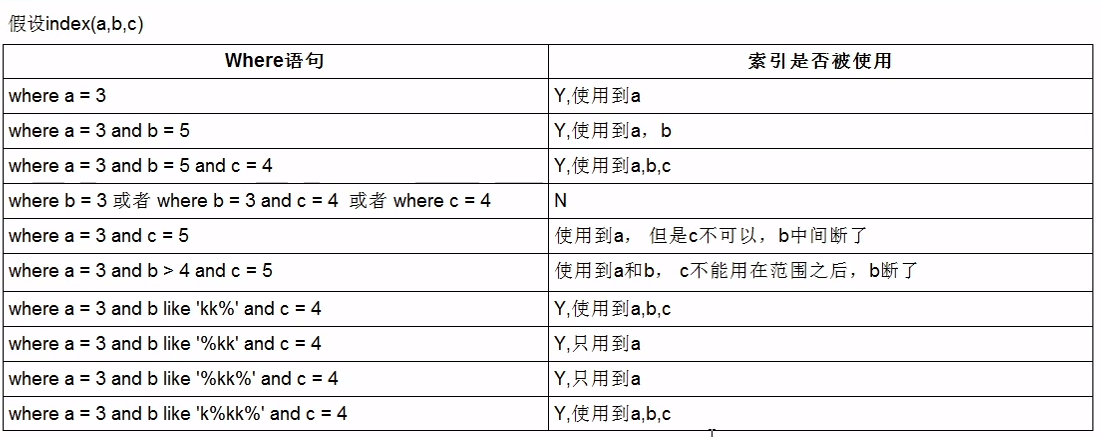 假设index(a,b,c)
Where语句 索引是否被使用
where a = 3 Y,使用到a
where a = 3 and b = 5 Y,使用到a，b
where a = 3 and b = 5 and c = 4 Y,使用到a,b,c
where b = 3 或者 where b = 3 and c = 4 或者 where c = 4 N
where a = 3 and c = 5 使用到a， 但是c不可以，b中间断了
where a = 3 and b > 4 and c = 5 使用到a和b， c不能用在范围之后，b断了
where a = 3 and b like 'kk%' and c = 4 Y,使用到a,b,c
where a = 3 and b like '%kk' and c = 4 Y,只用到a
where a = 3 and b like '%kk%' and c = 4 Y,只用到a
where a = 3 and b like 'k%kk%' and c = 4 Y,使用到a,b,c